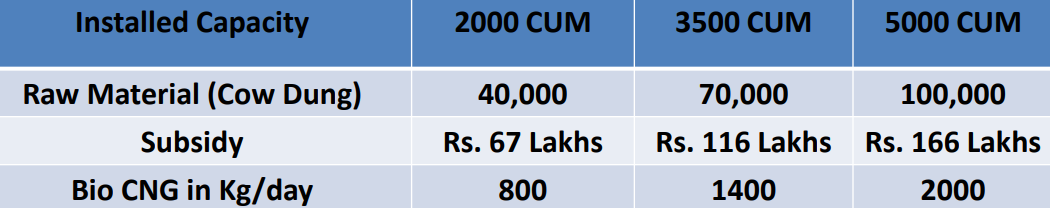 Installed Capacity 2000 CUM 3500 CUM 5000 CUM
Raw Material (Cow Dung) 40,000 70,000 100,000
Subsidy Rs. 67 Lakhs Rs. 116 Lakhs Rs. 166 Lakhs
Bio CNG in Kg/day 800 1400 2000